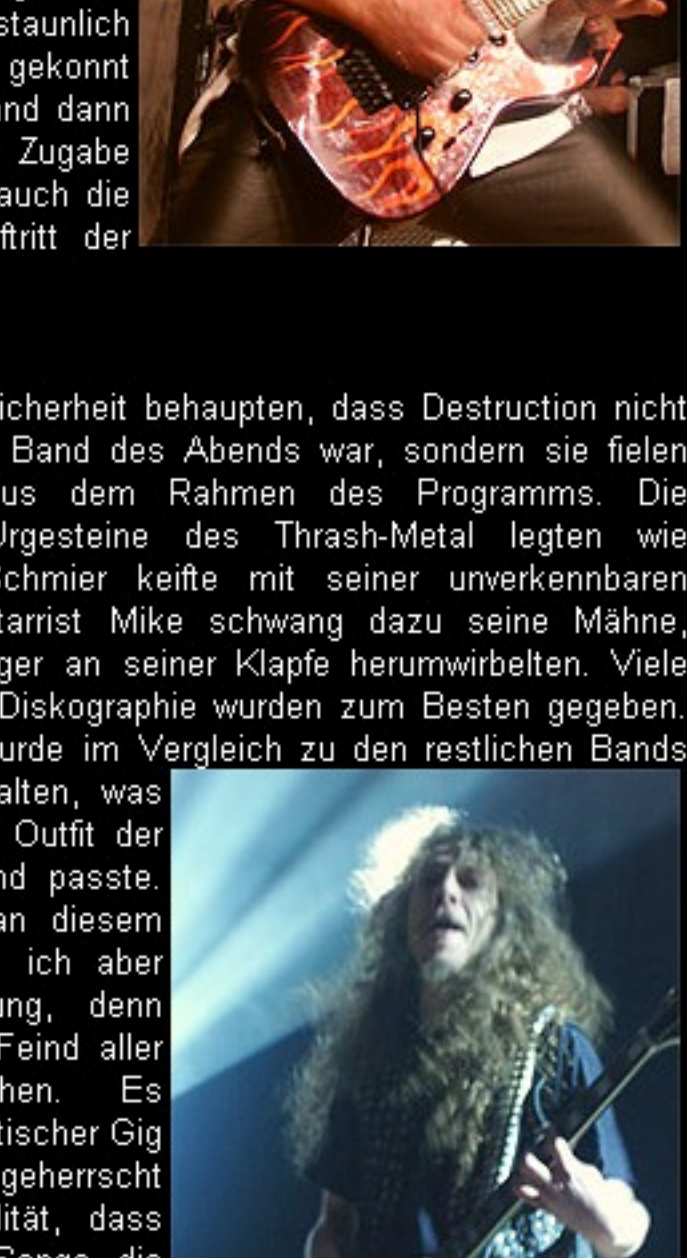 staunlich
gekonnt
and dann
Zugabe
auch die
ftritt der
icherheit behaupten, dass Destruction nicht
Band des Abends war, sondern sie fielen
us dem Rahmen des Programms. Die
Urgesteine des Thrash-Metal legten wie
Schmier keifte mit seiner unverkennbaren
tarrist Mike schwang dazu seine Mähne,
ger an seiner Klapfe herumwirbelten. Viele
Diskographie wurden zum Besten gegeben.
urde im Vergleich zu den restlichen Bands
alten, was
Outfit der
nd passte.
an diesem
ich aber
ung, denn
Feind aller
hen. Es
tischer Gig
geherrscht
lität, dass
Songs die